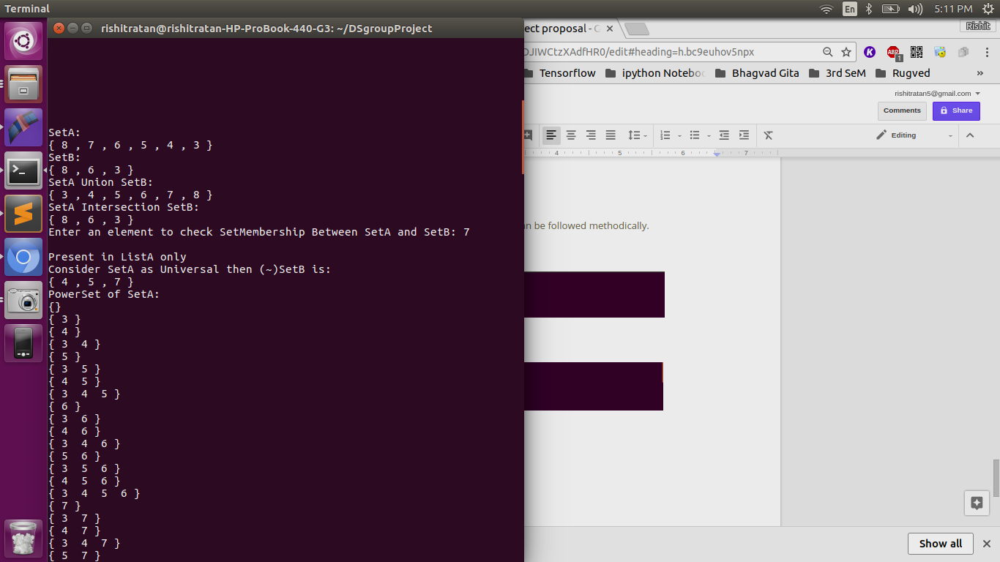 Terminal
En
5:11 PM
rishitratan@rishitratan-HP-ProBook-440-G3: ~/DSgroupProject
ect proposal - 
Rishit
DJIWCtzXAdfHR0/edit#heading=h.bc9euhov5npx
K
ABP
1
Tensorflow
ipython Notebo
Bhagvad Gita
3rd SeM
Rugved
»
rishitratan5@gmail.com
Comments
Share
Editing
4 5 6 7
SetA:
{ 8 , 7 , 6 , 5 , 4 , 3 }
SetB:
{ 8 , 6 , 3 }
SetA Union SetB:
{ 3 , 4 , 5 , 6 , 7 , 8 }
SetA Intersection SetB:
{ 8 , 6 , 3 }
Enter an element to check SetMembership Between SetA and SetB: 7
Present in ListA only
Consider SetA as Universal then (~)SetB is:
{ 4 , 5 , 7 }
PowerSet of SetA:
{}
{ 3 }
{ 4 }
{ 3  4 }
{ 5 }
{ 3  5 }
{ 4  5 }
{ 3  4  5 }
{ 6 }
{ 3  6 }
{ 4  6 }
{ 3  4  6 }
{ 5  6 }
{ 3  5  6 }
{ 4  5  6 }
{ 3  4  5  6 }
{ 7 }
{ 3  7 }
{ 4  7 }
{ 3  4  7 }
{ 5  7 }
n be followed methodically.
Show all